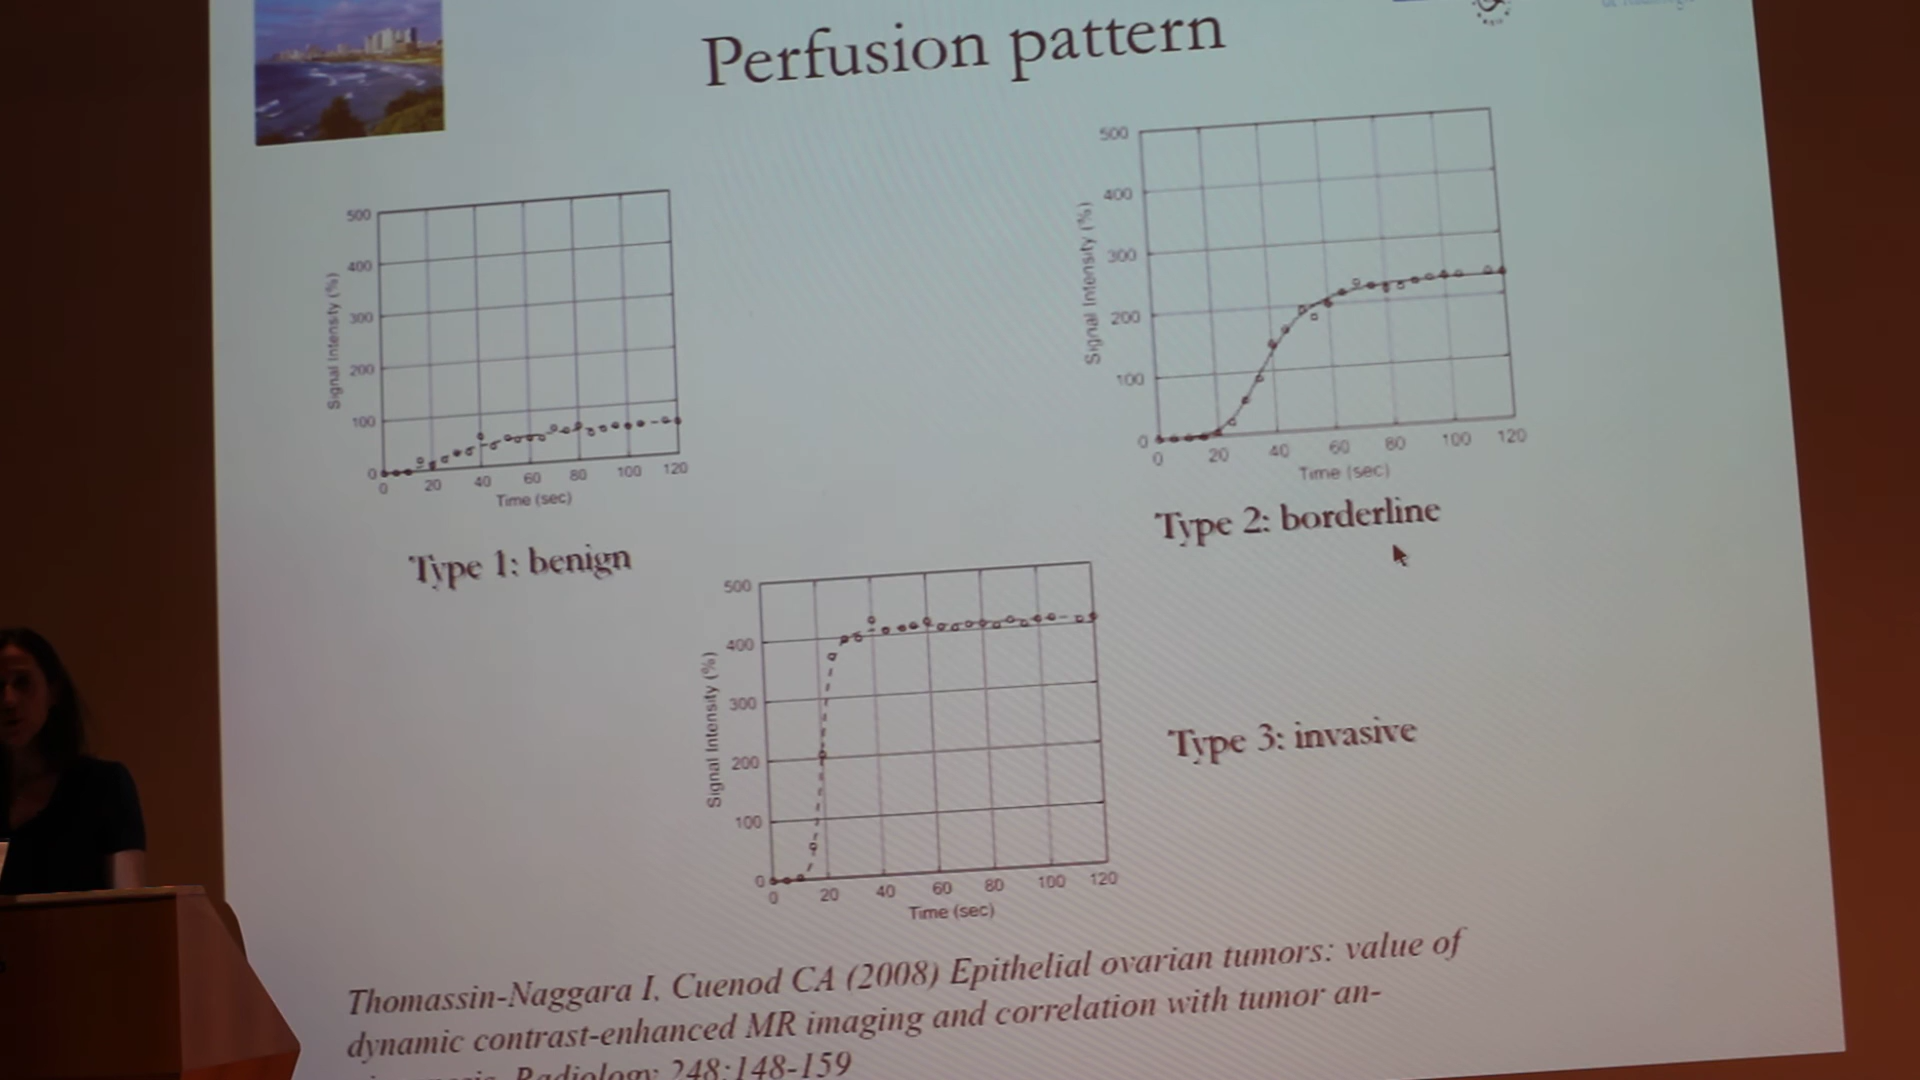 Perfusion pattern
500
400
300
200
100
0
Signal Intensity (%)
0 20 40 60 80 100 120
Time (sec)
Type 1: benign
500
400
300
200
100
0
Signal Intensity (%)
0 20 40 60 80 100 120
Time (sec)
Type 2: borderline
500
400
300
200
100
0
Signal Intensity (%)
0 20 40 60 80 100 120
Time (sec)
Type 3: invasive
Thomassin-Naggara I, Cuenod CA (2008) Epithelial ovarian tumors: value of
dynamic contrast-enhanced MR imaging and correlation with tumor an-
Radiology 248:148-159